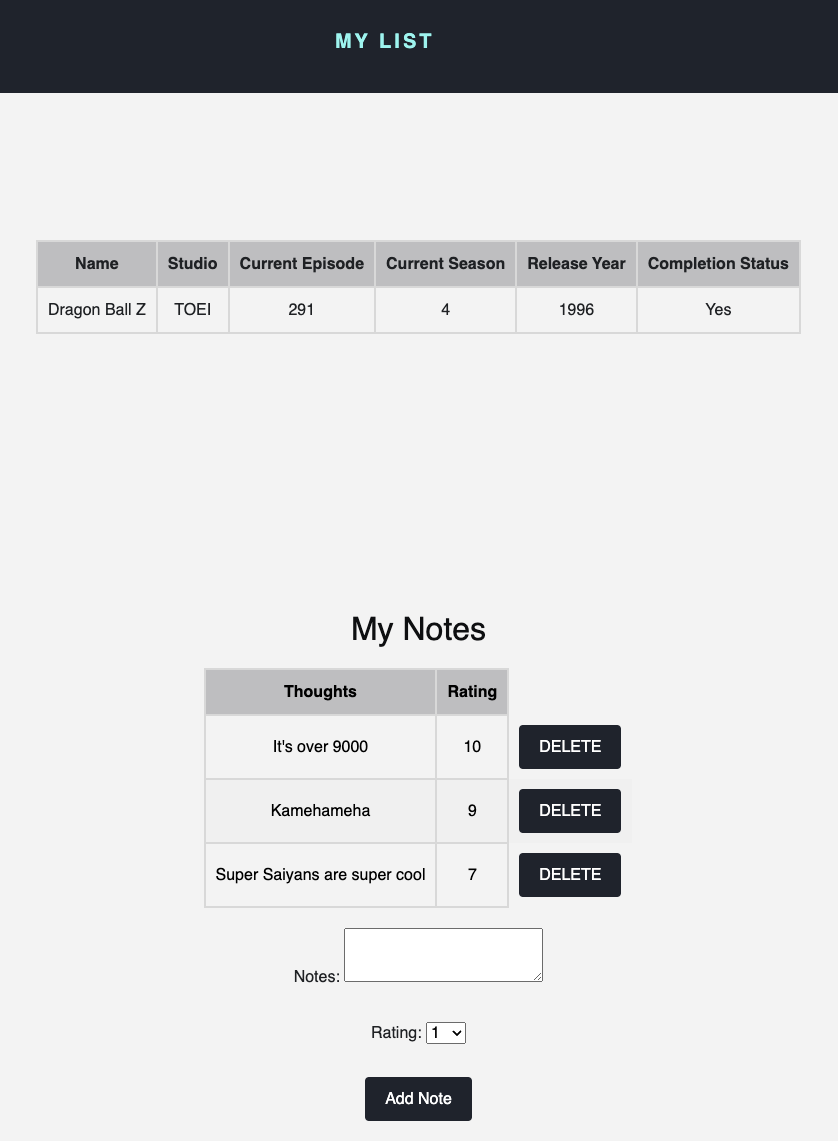 MY LIST
Name Studio Current Episode Current Season Release Year Completion Status
Dragon Ball Z TOEI 291 4 1996 Yes
My Notes
Thoughts Rating
It's over 9000 10 DELETE
Kamehameha 9 DELETE
Super Saiyans are super cool 7 DELETE
Notes:
Rating: 1
Add Note